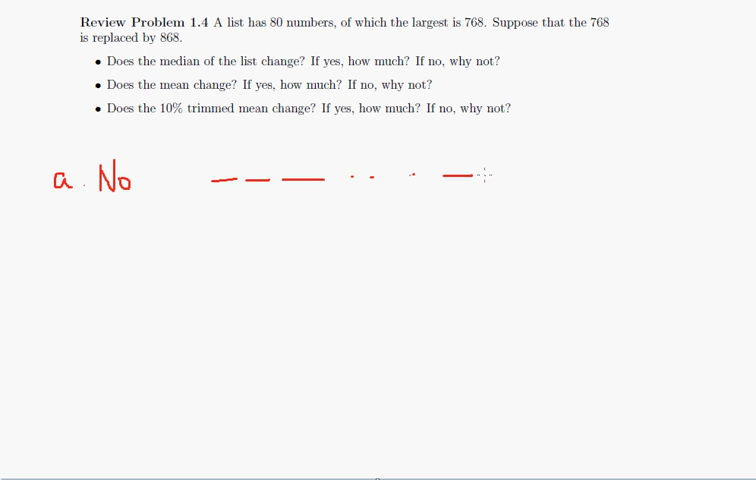 Review Problem 1.4 A list has 80 numbers, of which the largest is 768. Suppose that the 768
is replaced by 868.
• Does the median of the list change? If yes, how much? If no, why not?
• Does the mean change? If yes, how much? If no, why not?
• Does the 10% trimmed mean change? If yes, how much? If no, why not?
a. No